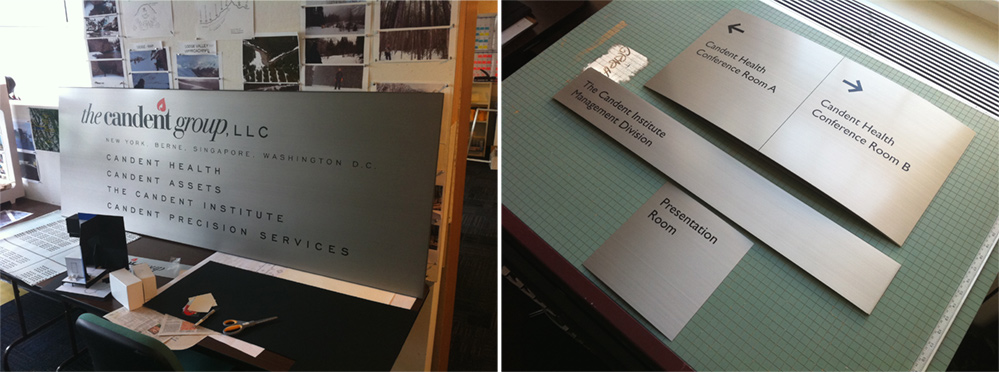 the candent group, LLC
NEW YORK, BERNE, SINGAPORE, WASHINGTON D.C.
CANDENT HEALTH
CANDENT ASSETS
THE CANDENT INSTITUTE
CANDENT PRECISION SERVICES
Candent Health
Conference Room A
Candent Health
Conference Room B
The Candent Institute
Management Division
Presentation
Room